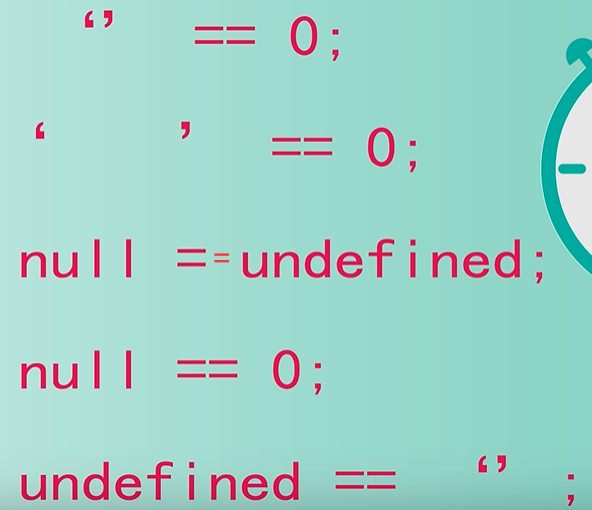 ‘’ == 0;
‘ ’ == 0;
null == undefined;
null == 0;
undefined == ‘’ ;